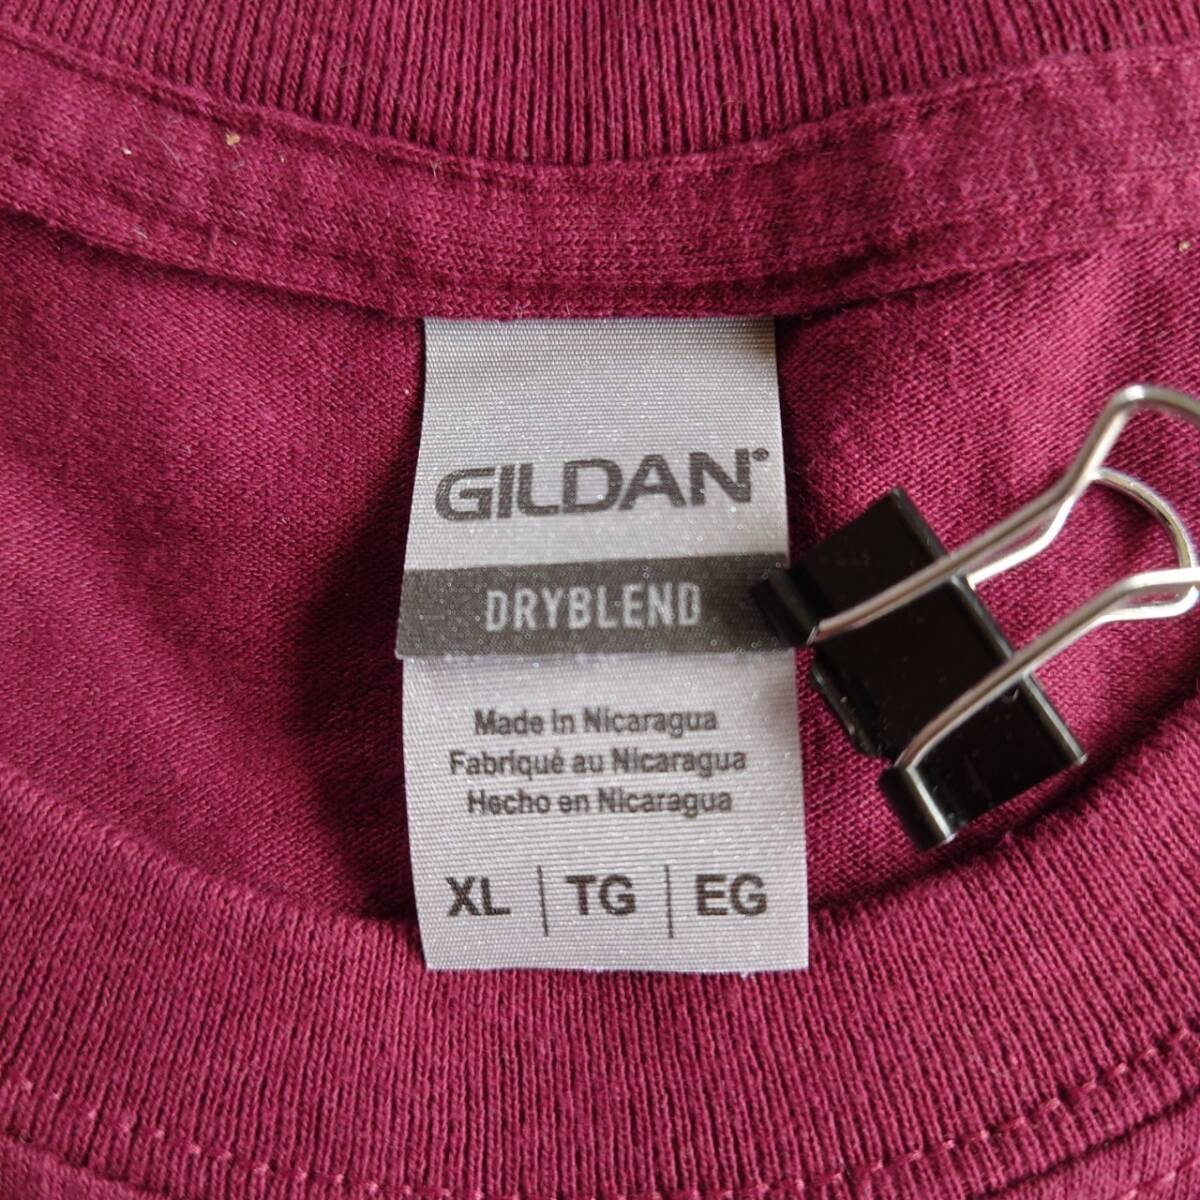 GILDAN®
DRYBLEND
Made in Nicaragua
Fabriqué au Nicaragua
Hecho en Nicaragua
XL | TG | EG